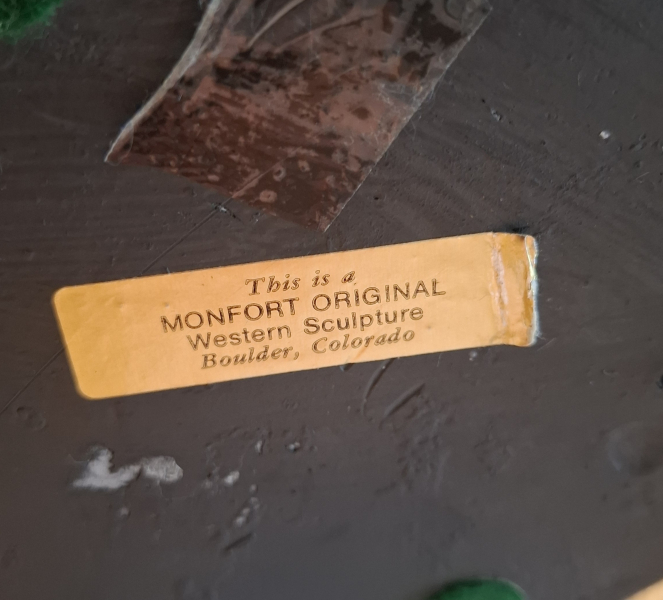 This is a
MONFORT ORIGINAL
Western Sculpture
Boulder, Colorado